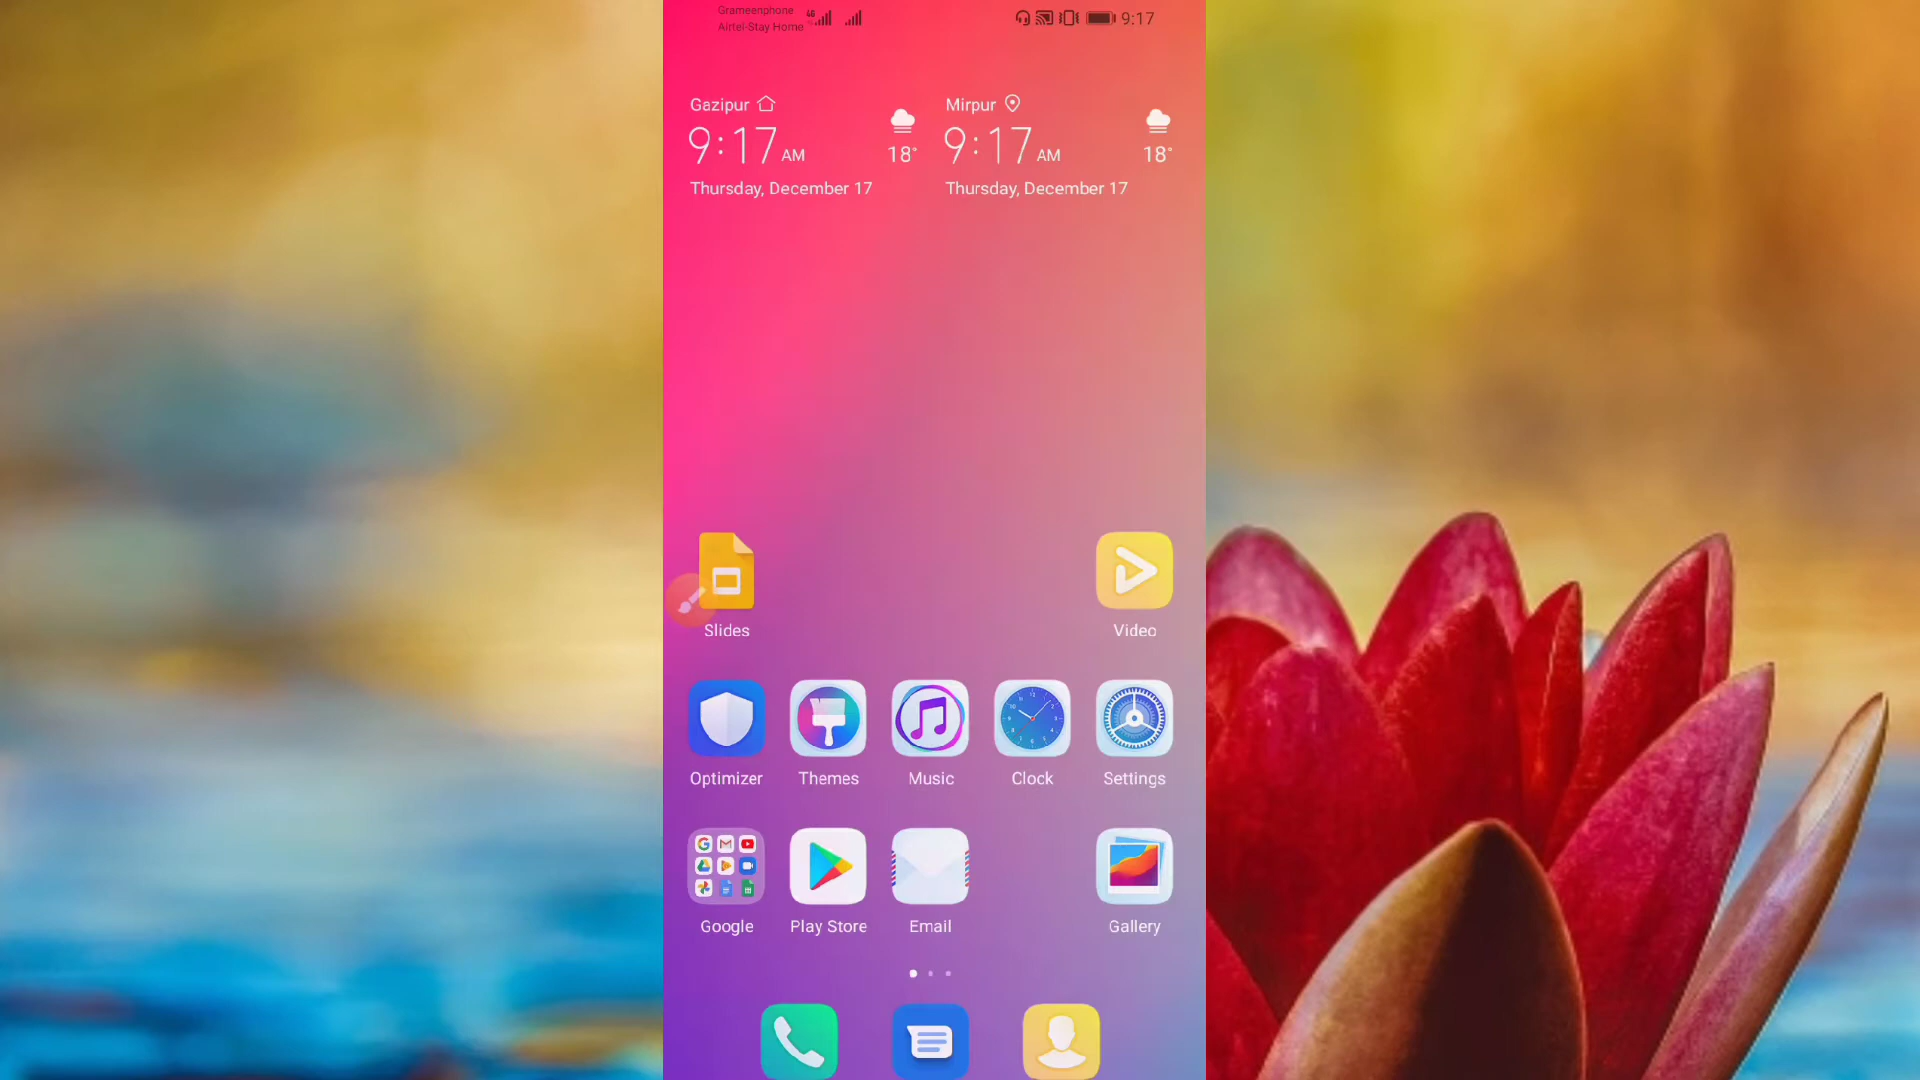 Grameenphone
Airtel-Stay Home
4G
9:17
Gazipur
9:17 AM
18°
Thursday, December 17
Mirpur
9:17 AM
18°
Thursday, December 17
Slides
Video
Optimizer
Themes
Music
Clock
Settings
Google
Play Store
Email
Gallery